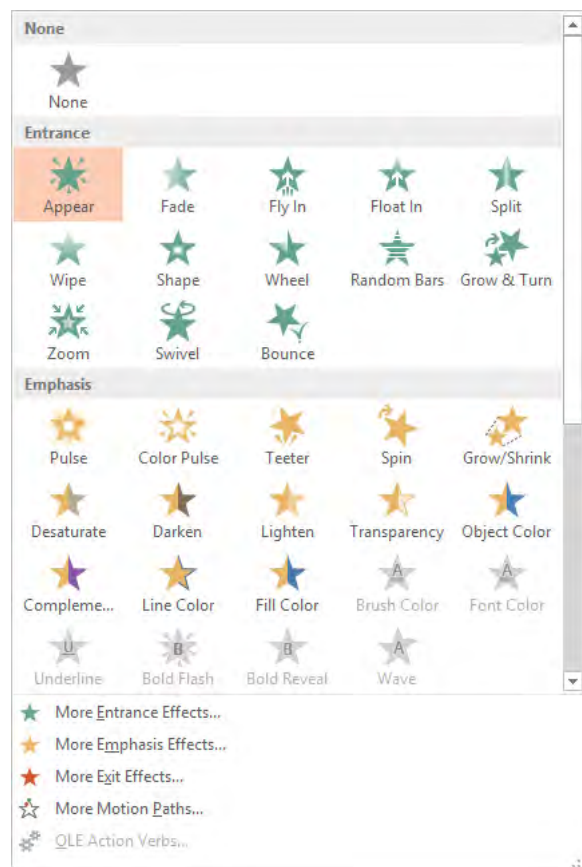 None
None
Entrance
Appear Fade Fly In Float In Split
Wipe Shape Wheel Random Bars Grow & Turn
Zoom Swivel Bounce
Emphasis
Pulse Color Pulse Teeter Spin Grow/Shrink
Desaturate Darken Lighten Transparency Object Color
Compleme... Line Color Fill Color Brush Color Font Color
Underline Bold Flash Bold Reveal Wave
More Entrance Effects...
More Emphasis Effects...
More Exit Effects...
More Motion Paths...
OLE Action Verbs...